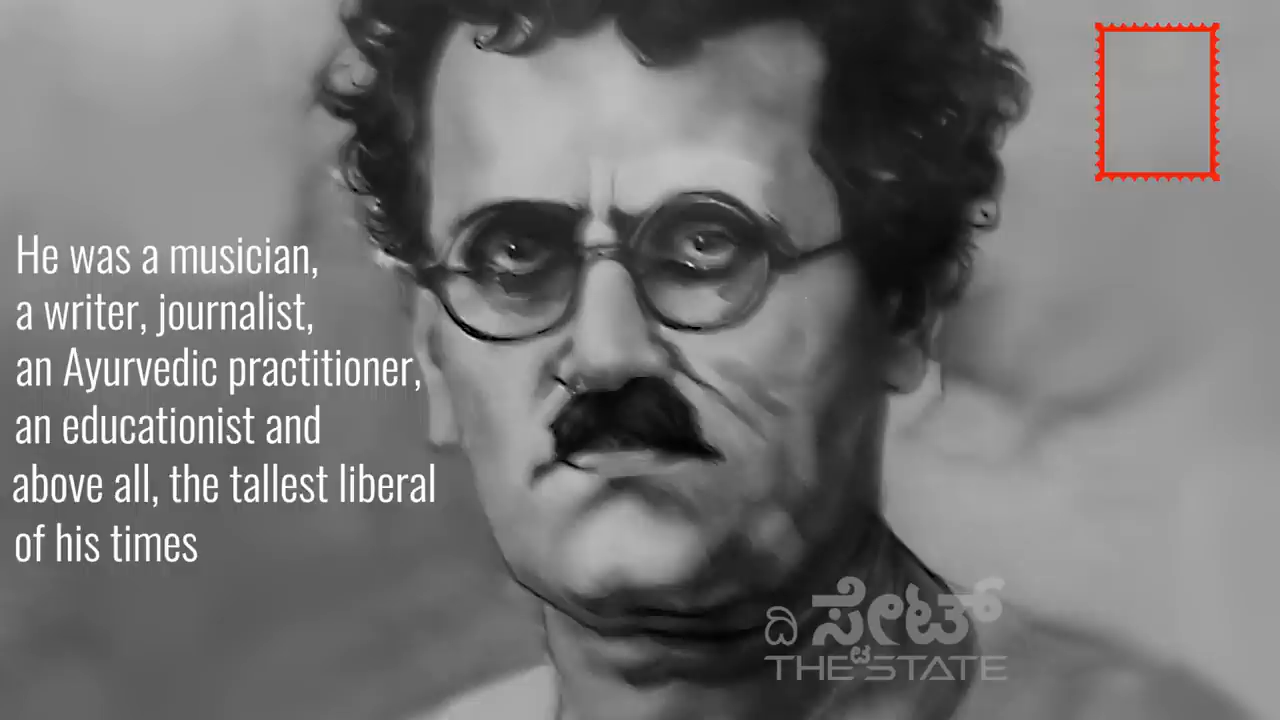 He was a musician,
a writer, journalist,
an Ayurvedic practitioner,
an educationist and
above all, the tallest liberal
of his times
ದಿ ಸ್ಟೇಟ್
THE STATE